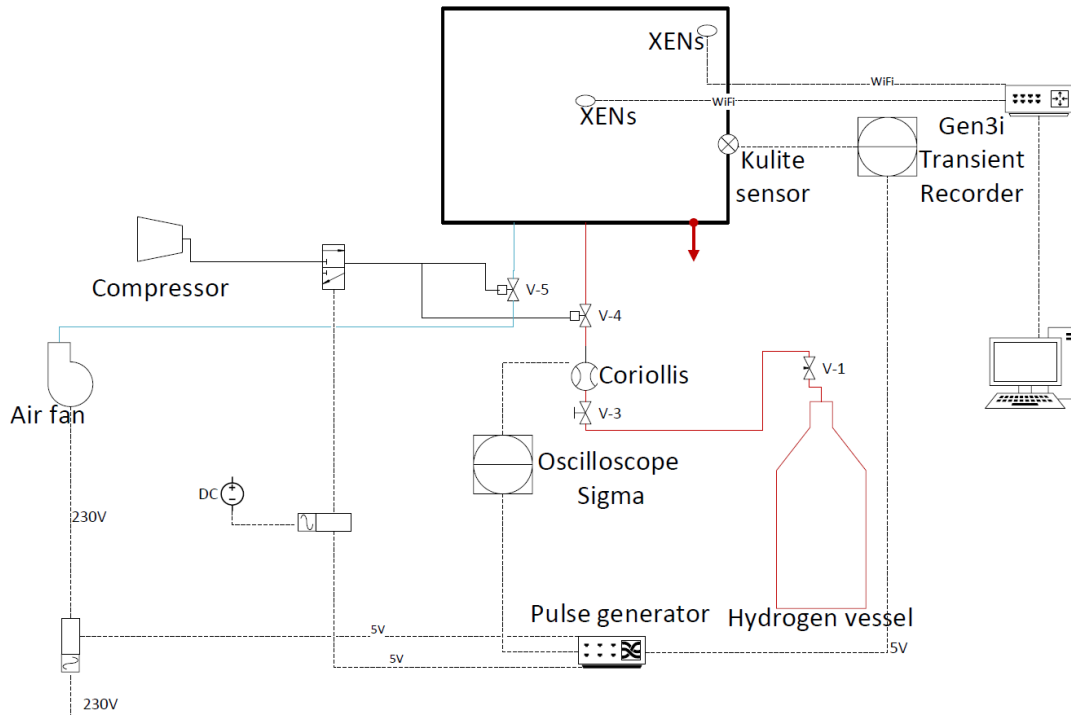 XENs
WiFi
XENs
WiFi
Gen3i
Transient
Recorder
Kulite
sensor
Compressor
V-5
V-4
Coriollis
V-1
Air fan
V-3
Oscilloscope
Sigma
DC
230V
Pulse generator
Hydrogen vessel
5V
5V
5V
230V